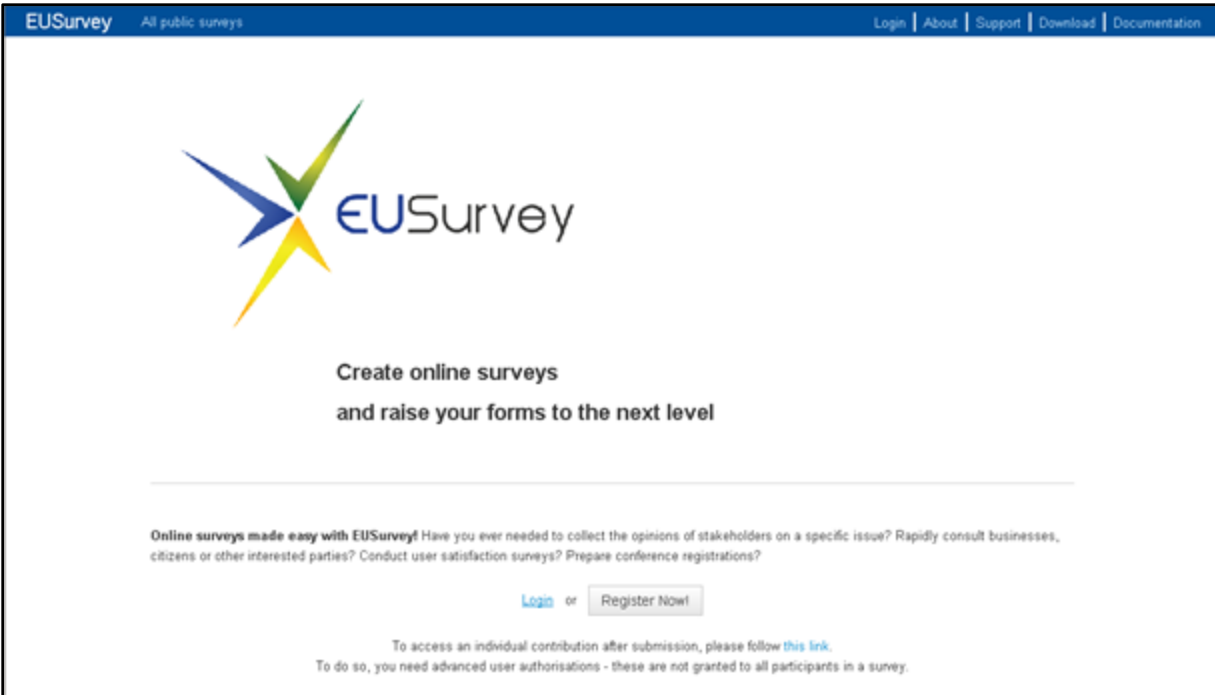 EUSurvey All public surveys Login | About | Support | Download | Documentation
EUSurvey
Create online surveys
and raise your forms to the next level
Online surveys made easy with EUSurvey! Have you ever needed to collect the opinions of stakeholders on a specific issue? Rapidly consult businesses,
citizens or other interested parties? Conduct user satisfaction surveys? Prepare conference registrations?
Login or Register Now!
To access an individual contribution after submission, please follow this link.
To do so, you need advanced user authorisations - these are not granted to all participants in a survey.